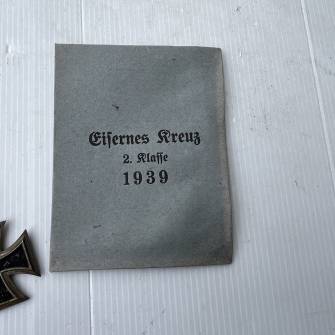 Eisernes Kreuz
2. Klasse
1939